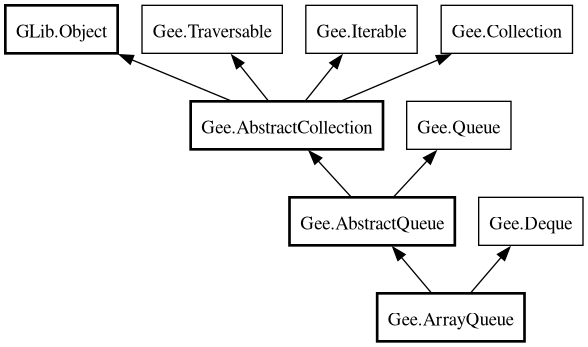 GLib.Object
Gee.Traversable
Gee.Iterable
Gee.Collection
Gee.AbstractCollection
Gee.Queue
Gee.AbstractQueue
Gee.Deque
Gee.ArrayQueue